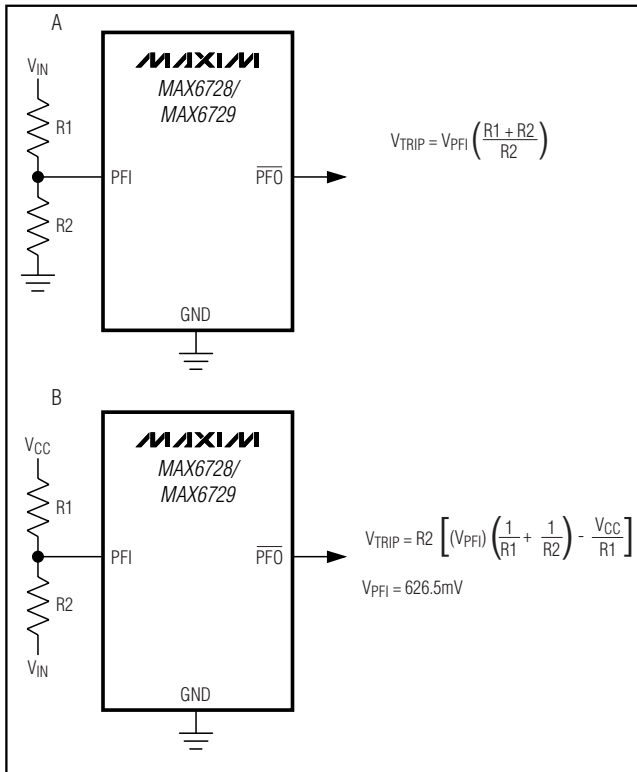 A
VIN
R1
R2
MAXIM
MAX6728/
MAX6729
PFI
PFO
GND
VTRIP = VPFI (R1 + R2 / R2)
B
VCC
R1
R2
VIN
MAXIM
MAX6728/
MAX6729
PFI
PFO
GND
VTRIP = R2 [(VPFI) (1/R1 + 1/R2) - VCC/R1]
VPFI = 626.5mV